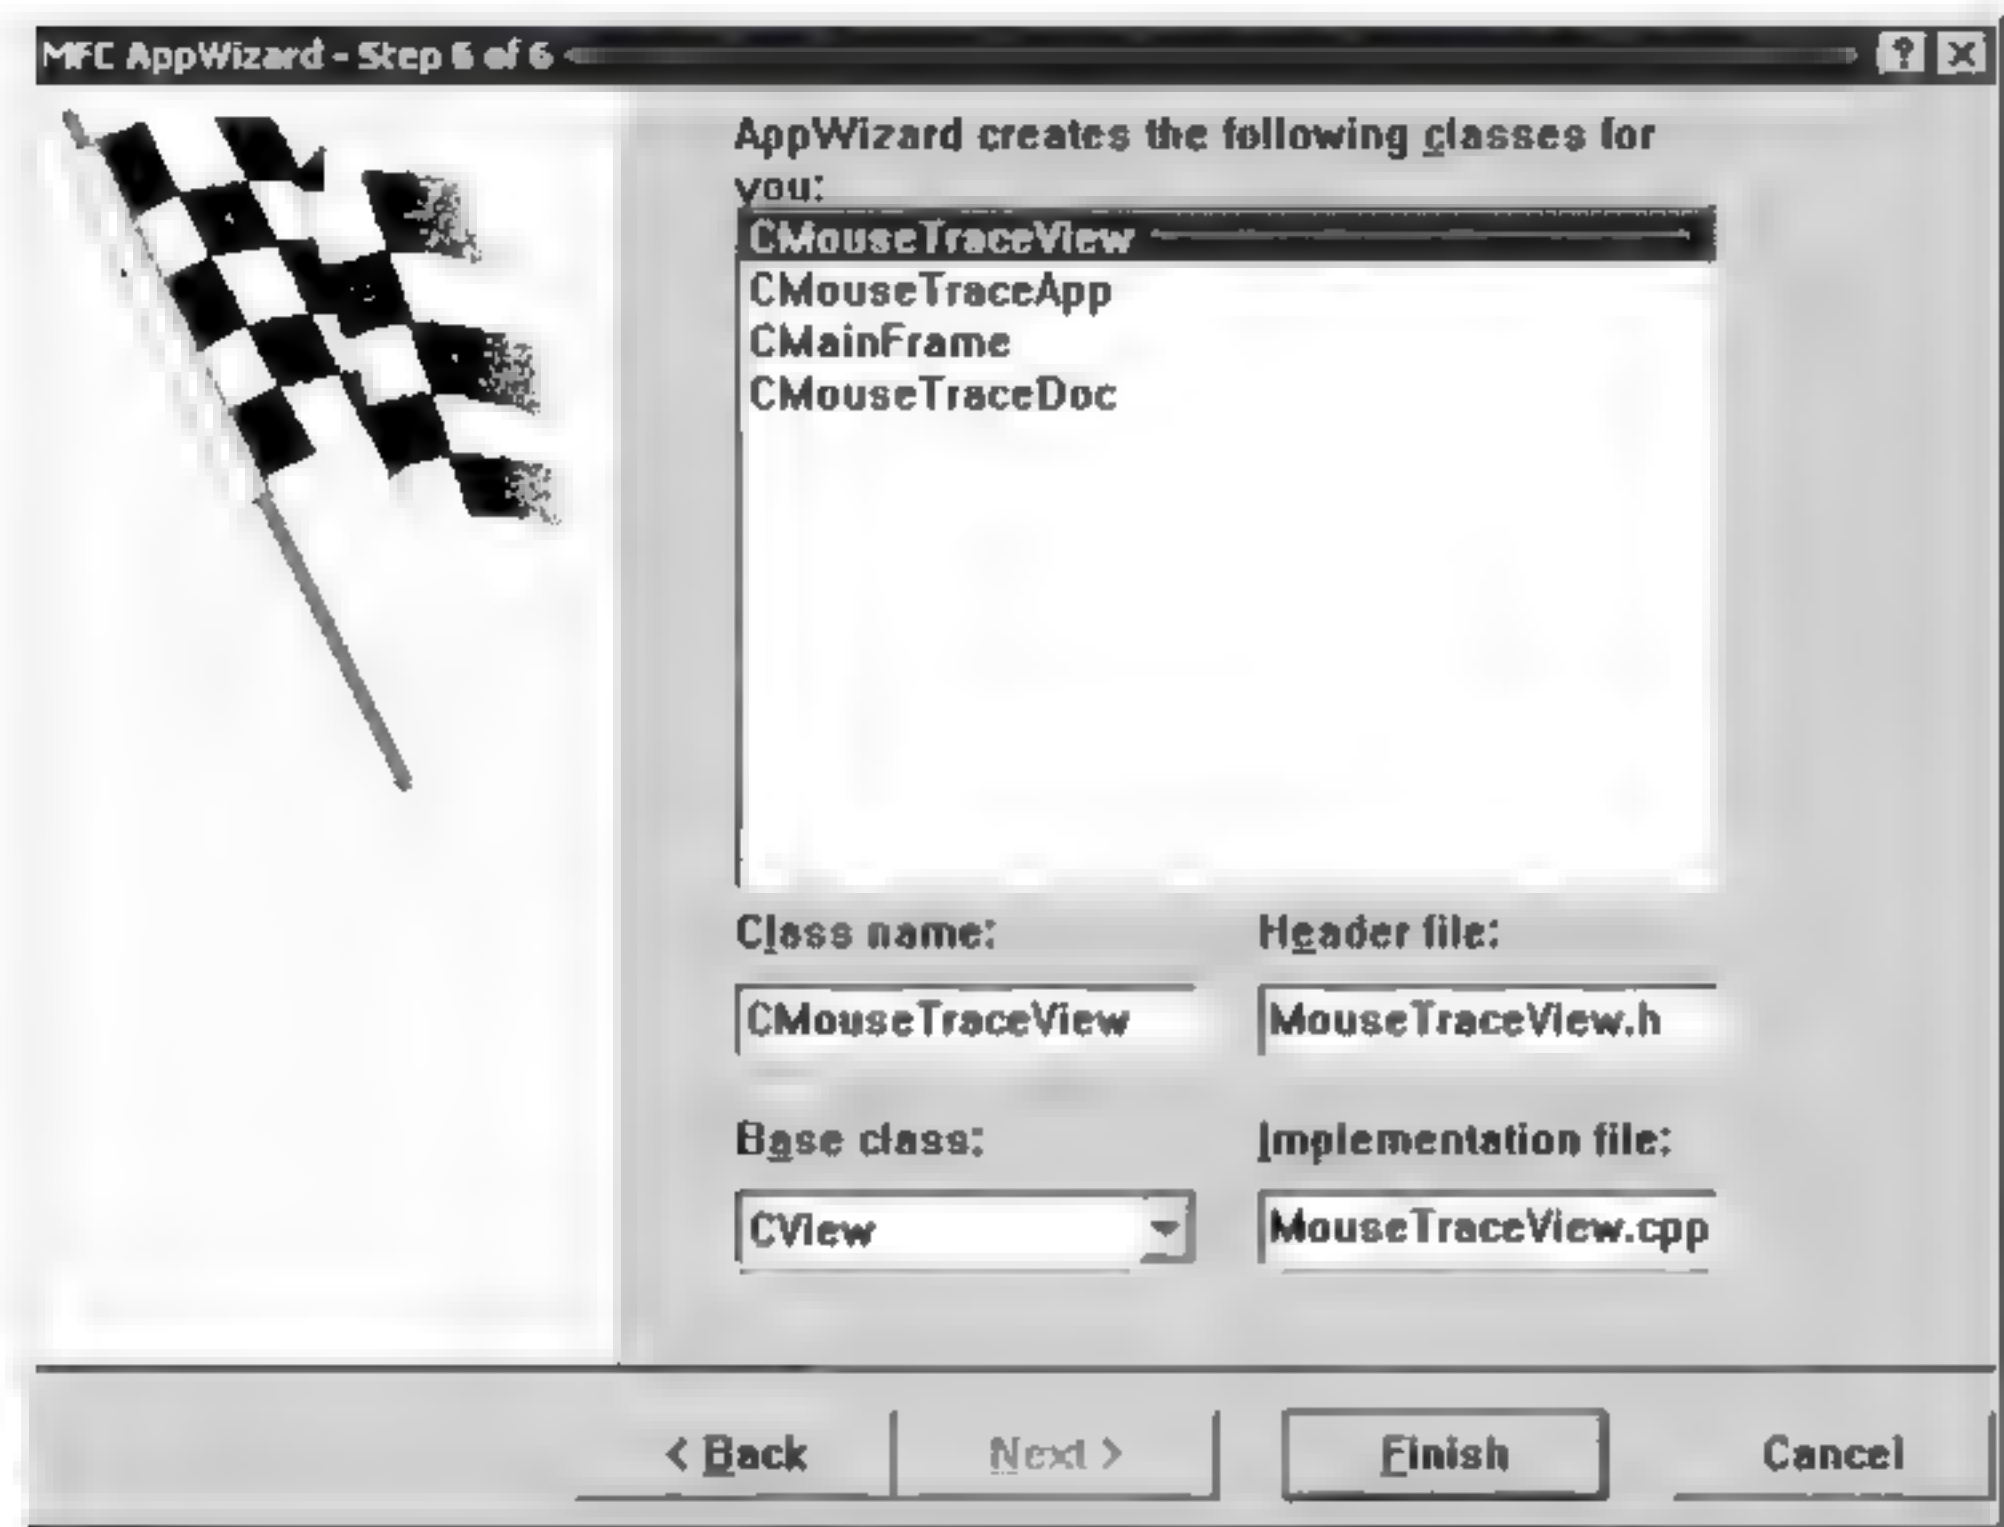 MFC AppWizard - Step 6 of 6
AppWizard creates the following classes for
you:
CMouseTraceView
CMouseTraceApp
CMainFrame
CMouseTraceDoc
Class name:
Header file:
CMouseTraceView
MouseTraceView.h
Base class:
Implementation file:
CView
MouseTraceView.cpp
< Back
Next >
Finish
Cancel